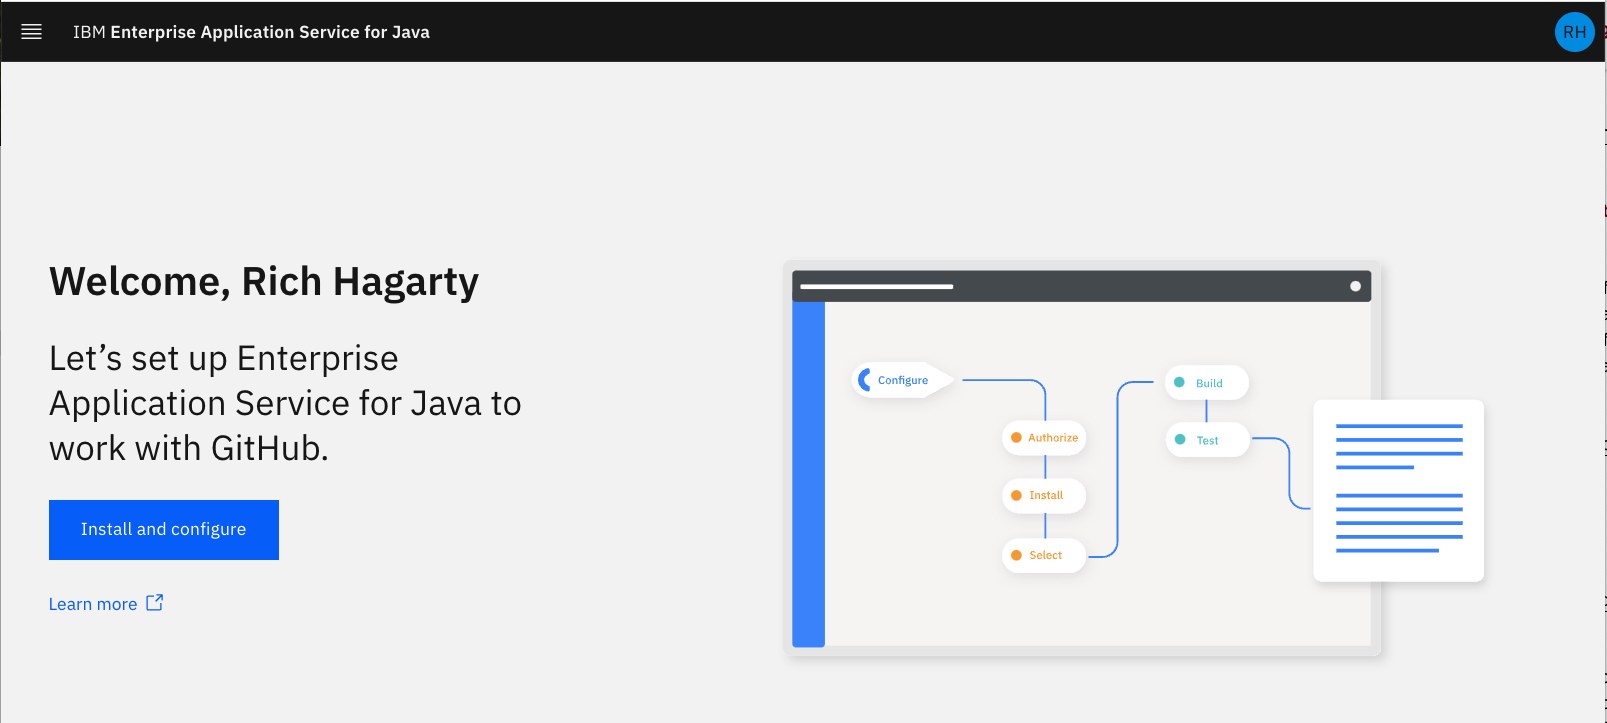 IBM Enterprise Application Service for Java
RH
Welcome, Rich Hagarty
Let’s set up Enterprise
Application Service for Java to
work with GitHub.
Install and configure
Learn more
Configure
Authorize
Install
Select
Build
Test